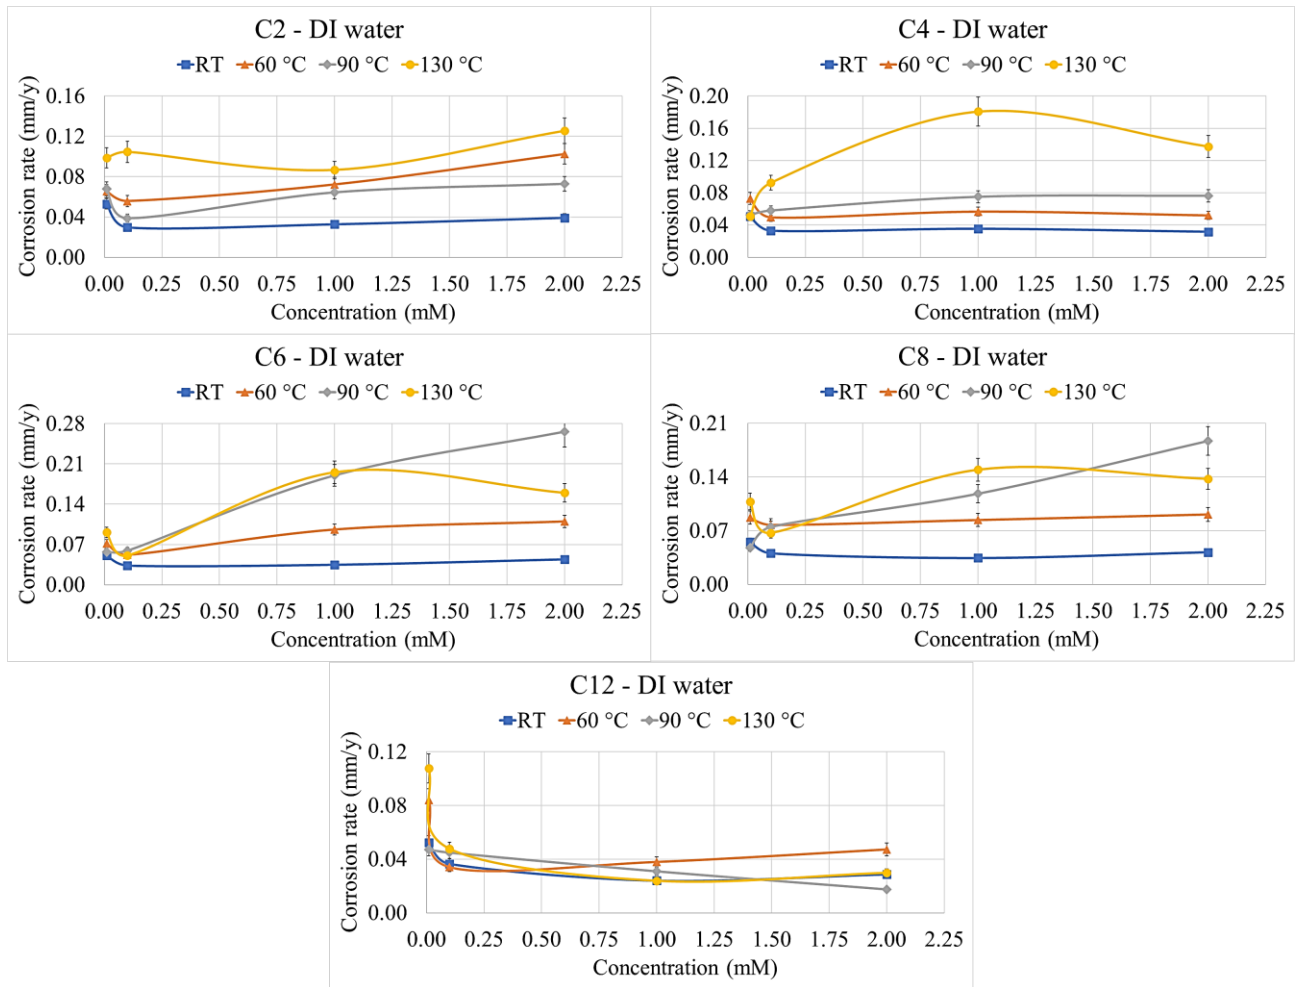 C2 - DI water
RT 60 °C 90 °C 130 °C
Corrosion rate (mm/y)
0.16
0.12
0.08
0.04
0.00
0.00 0.25 0.50 0.75 1.00 1.25 1.50 1.75 2.00 2.25
Concentration (mM)
C4 - DI water
RT 60 °C 90 °C 130 °C
Corrosion rate (mm/y)
0.20
0.16
0.12
0.08
0.04
0.00
0.00 0.25 0.50 0.75 1.00 1.25 1.50 1.75 2.00 2.25
Concentration (mM)
C6 - DI water
RT 60 °C 90 °C 130 °C
Corrosion rate (mm/y)
0.28
0.21
0.14
0.07
0.00
0.00 0.25 0.50 0.75 1.00 1.25 1.50 1.75 2.00 2.25
Concentration (mM)
C8 - DI water
RT 60 °C 90 °C 130 °C
Corrosion rate (mm/y)
0.21
0.14
0.07
0.00
0.00 0.25 0.50 0.75 1.00 1.25 1.50 1.75 2.00 2.25
Concentration (mM)
C12 - DI water
RT 60 °C 90 °C 130 °C
Corrosion rate (mm/y)
0.12
0.08
0.04
0.00
0.00 0.25 0.50 0.75 1.00 1.25 1.50 1.75 2.00 2.25
Concentration (mM)